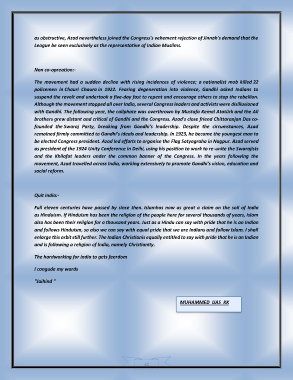 as obstructive, Azad nevertheless joined the Congress's vehement rejection of Jinnah's demand that the
League be seen exclusively as the representative of Indian Muslims.
Non co-opreation:-
The movement had a sudden decline with rising incidences of violence; a nationalist mob killed 22
policemen in Chauri Chaura in 1922. Fearing degeneration into violence, Gandhi asked Indians to
suspend the revolt and undertook a five-day fast to repent and encourage others to stop the rebellion.
Although the movement stopped all over India, several Congress leaders and activists were disillusioned
with Gandhi. The following year, the caliphate was overthrown by Mustafa Kemal Atatürk and the Ali
brothers grew distant and critical of Gandhi and the Congress. Azad's close friend Chittaranjan Das co-
founded the Swaraj Party, breaking from Gandhi's leadership. Despite the circumstances, Azad
remained firmly committed to Gandhi's ideals and leadership. In 1923, he became the youngest man to
be elected Congress president. Azad led efforts to organise the Flag Satyagraha in Nagpur. Azad served
as president of the 1924 Unity Conference in Delhi, using his position to work to re-unite the Swarajists
and the Khilafat leaders under the common banner of the Congress. In the years following the
movement, Azad travelled across India, working extensively to promote Gandhi's vision, education and
social reform.
Quit india:-
Full eleven centuries have passed by since then. Islam has now as great a claim on the soil of India
as Hinduism. If Hinduism has been the religion of the people here for several thousands of years, Islam
also has been their religion for a thousand years. Just as a Hindu can say with pride that he is an Indian
and follows Hinduism, so also we can say with equal pride that we are Indians and follow Islam. I shall
enlarge this orbit still further. The Indian Christian is equally entitled to say with pride that he is an Indian
and is following a religion of India, namely Christianity.
The hardworking for india to gets feerdom
I congude my words
"Jaihind "
MUHAMMED